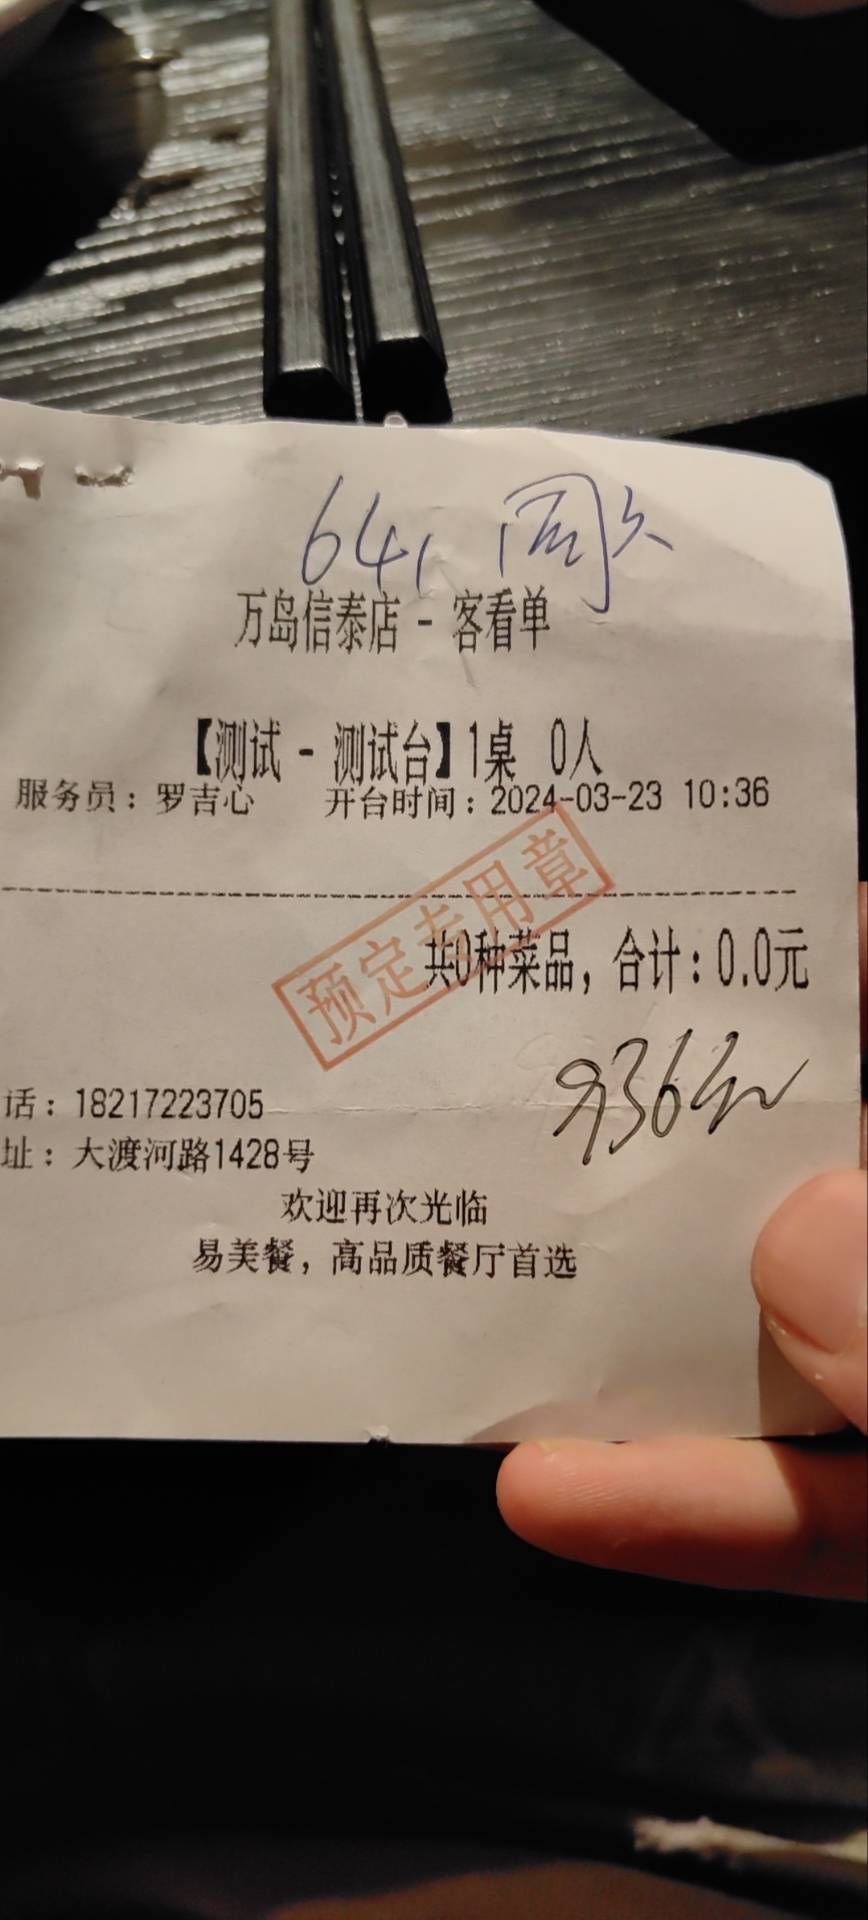 641
万岛信泰店 - 客看单
【测试 - 测试台】1桌 0人
服务员：罗吉心 开台时间：2024-03-23 10:36
预定专用章
共0种菜品，合计：0.0元
936元
话：18217223705
址：大渡河路1428号
欢迎再次光临
易美餐，高品质餐厅首选